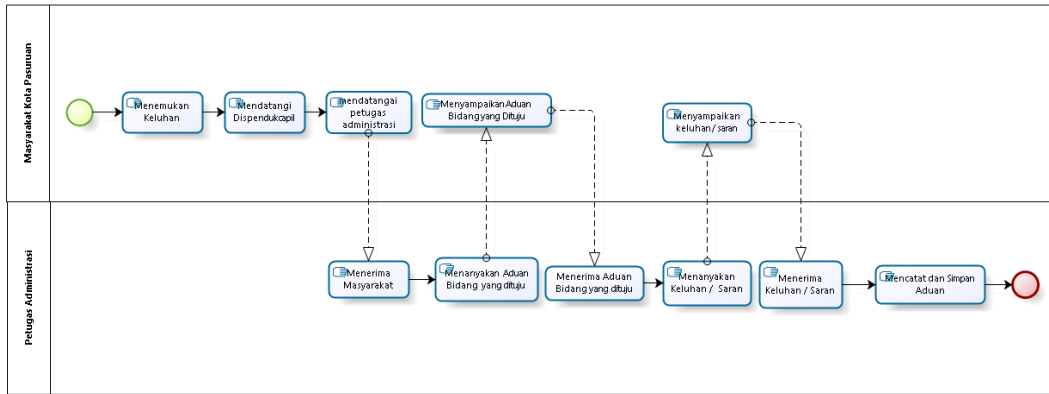 Masyarakat Kota Pasuruan
Menemukan
Keluhan
Mendatangi
Dispendukcapil
mendatangai
petugas
administrasi
Menyampaikan Aduan
Bidang yang Dituju
Menyampaikan
keluhan / saran
Petugas Administrasi
Menerima
Masyarakat
Menanyakan Aduan
Bidang yang dituju
Menerima Aduan
Bidang yang dituju
Menanyakan
Keluhan / Saran
Menerima
Keluhan / Saran
Mencatat dan Simpan
Aduan